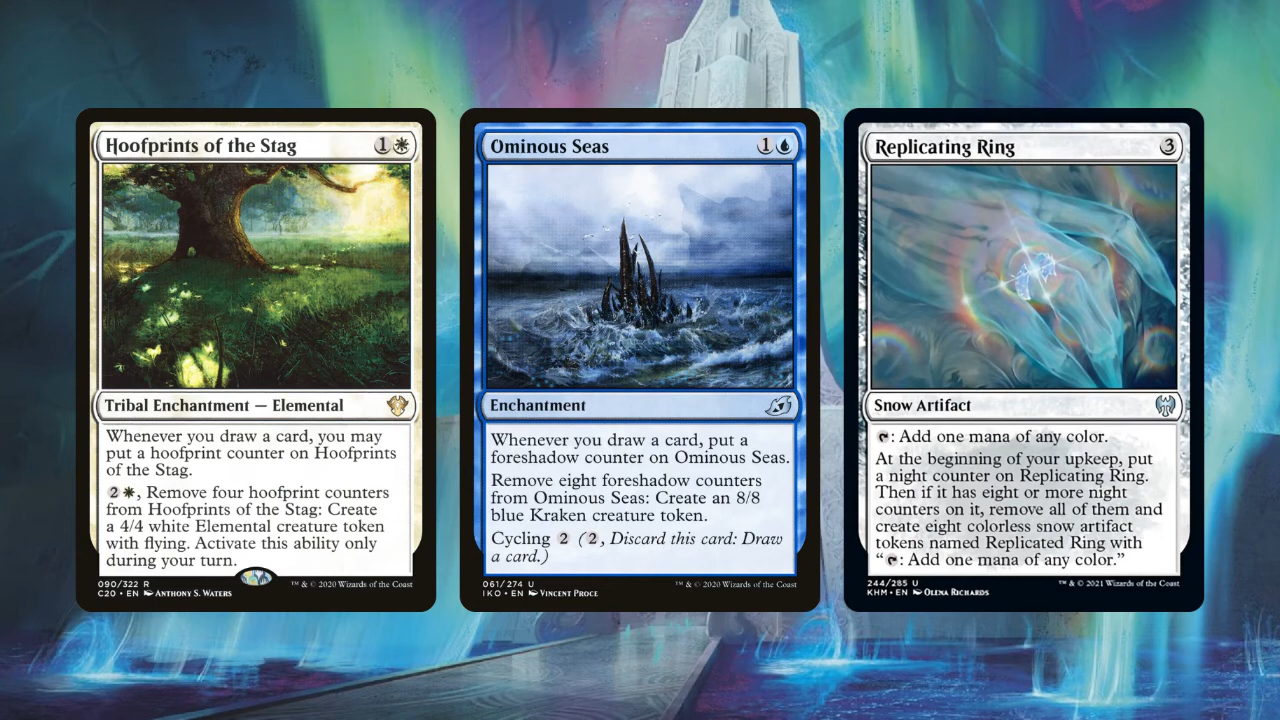 Hoofprints of the Stag 1
Tribal Enchantment — Elemental
Whenever you draw a card, you may
put a hoofprint counter on Hoofprints
of the Stag.
2, Remove four hoofprint counters
from Hoofprints of the Stag: Create
a 4/4 white Elemental creature token
with flying. Activate this ability only
during your turn.
090/322 R
C20 • EN Anthony S. Waters
™ & © 2020 Wizards of the Coast
Ominous Seas 1
Enchantment
Whenever you draw a card, put a
foreshadow counter on Ominous Seas.
Remove eight foreshadow counters
from Ominous Seas: Create an 8/8
blue Kraken creature token.
Cycling 2 (2, Discard this card: Draw
a card.)
061/274 U
IKO • EN Vincent Proce
™ & © 2020 Wizards of the Coast
Replicating Ring 3
Snow Artifact
: Add one mana of any color.
At the beginning of your upkeep, put
a night counter on Replicating Ring.
Then if it has eight or more night
counters on it, remove all of them and
create eight colorless snow artifact
tokens named Replicated Ring with
“: Add one mana of any color.”
244/285 U
KHM • EN Olena Richards
™ & © 2021 Wizards of the Coast